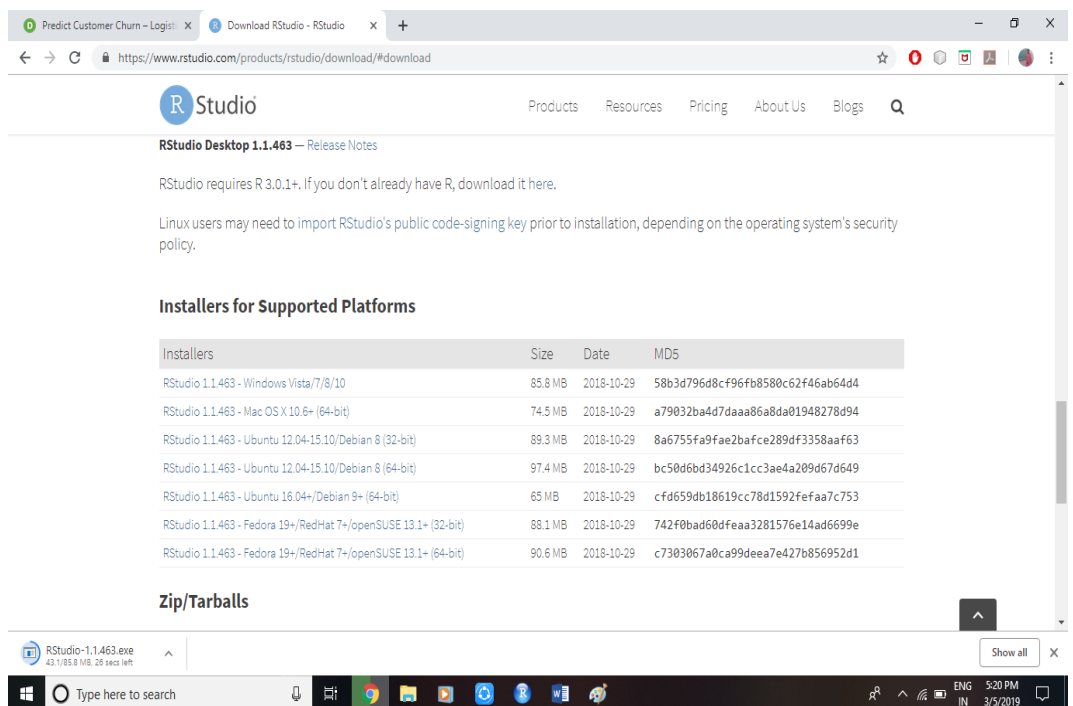 Predict Customer Churn – Logisti
Download RStudio - RStudio
https://www.rstudio.com/products/rstudio/download/#download
R Studio
Products Resources Pricing About Us Blogs
RStudio Desktop 1.1.463 — Release Notes
RStudio requires R 3.0.1+. If you don't already have R, download it here.
Linux users may need to import RStudio's public code-signing key prior to installation, depending on the operating system's security
policy.
Installers for Supported Platforms
Installers Size Date MD5
RStudio 1.1.463 - Windows Vista/7/8/10 85.8 MB 2018-10-29 58b3d796d8cf96fb8580c62f46ab64d4
RStudio 1.1.463 - Mac OS X 10.6+ (64-bit) 74.5 MB 2018-10-29 a79032ba4d7daaa86a8da01948278d94
RStudio 1.1.463 - Ubuntu 12.04-15.10/Debian 8 (32-bit) 89.3 MB 2018-10-29 8a6755fa9fae2bafce289df3358aaf63
RStudio 1.1.463 - Ubuntu 12.04-15.10/Debian 8 (64-bit) 97.4 MB 2018-10-29 bc50d6bd34926c1cc3ae4a209d67d649
RStudio 1.1.463 - Ubuntu 16.04+/Debian 9+ (64-bit) 65 MB 2018-10-29 cfd659db18619cc78d1592fefaa7c753
RStudio 1.1.463 - Fedora 19+/RedHat 7+/openSUSE 13.1+ (32-bit) 88.1 MB 2018-10-29 742f0bad60dfeaa3281576e14ad6699e
RStudio 1.1.463 - Fedora 19+/RedHat 7+/openSUSE 13.1+ (64-bit) 90.6 MB 2018-10-29 c7303067a0ca99deea7e427b856952d1
Zip/Tarballs
RStudio-1.1.463.exe
43.1/85.8 MB, 26 secs left
Show all
Type here to search
ENG
IN
5:20 PM
3/5/2019